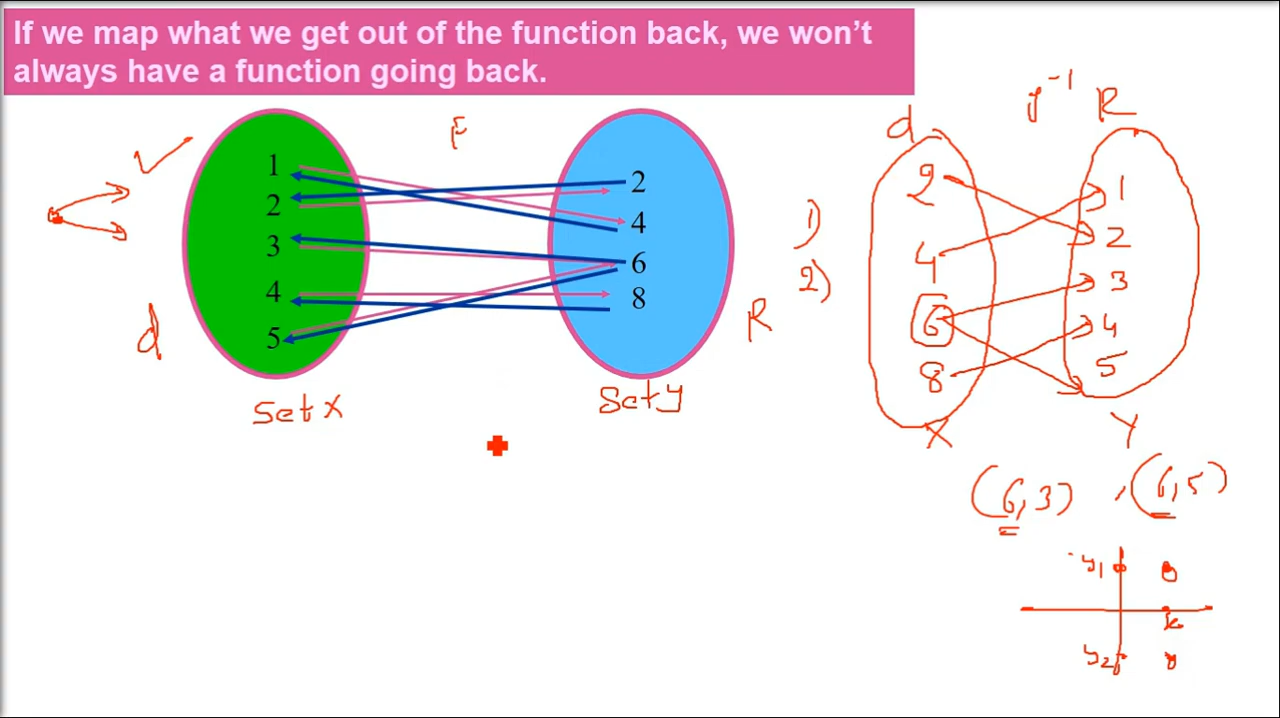 If we map what we get out of the function back, we won't
always have a function going back.
F
1
2
3
4
5
2
4
6
8
d
R
Set X
Set y
1)
2)
d
R
2
4
6
8
1
2
3
4
5
X
Y
(6,3) , (6,5)
y1
y2